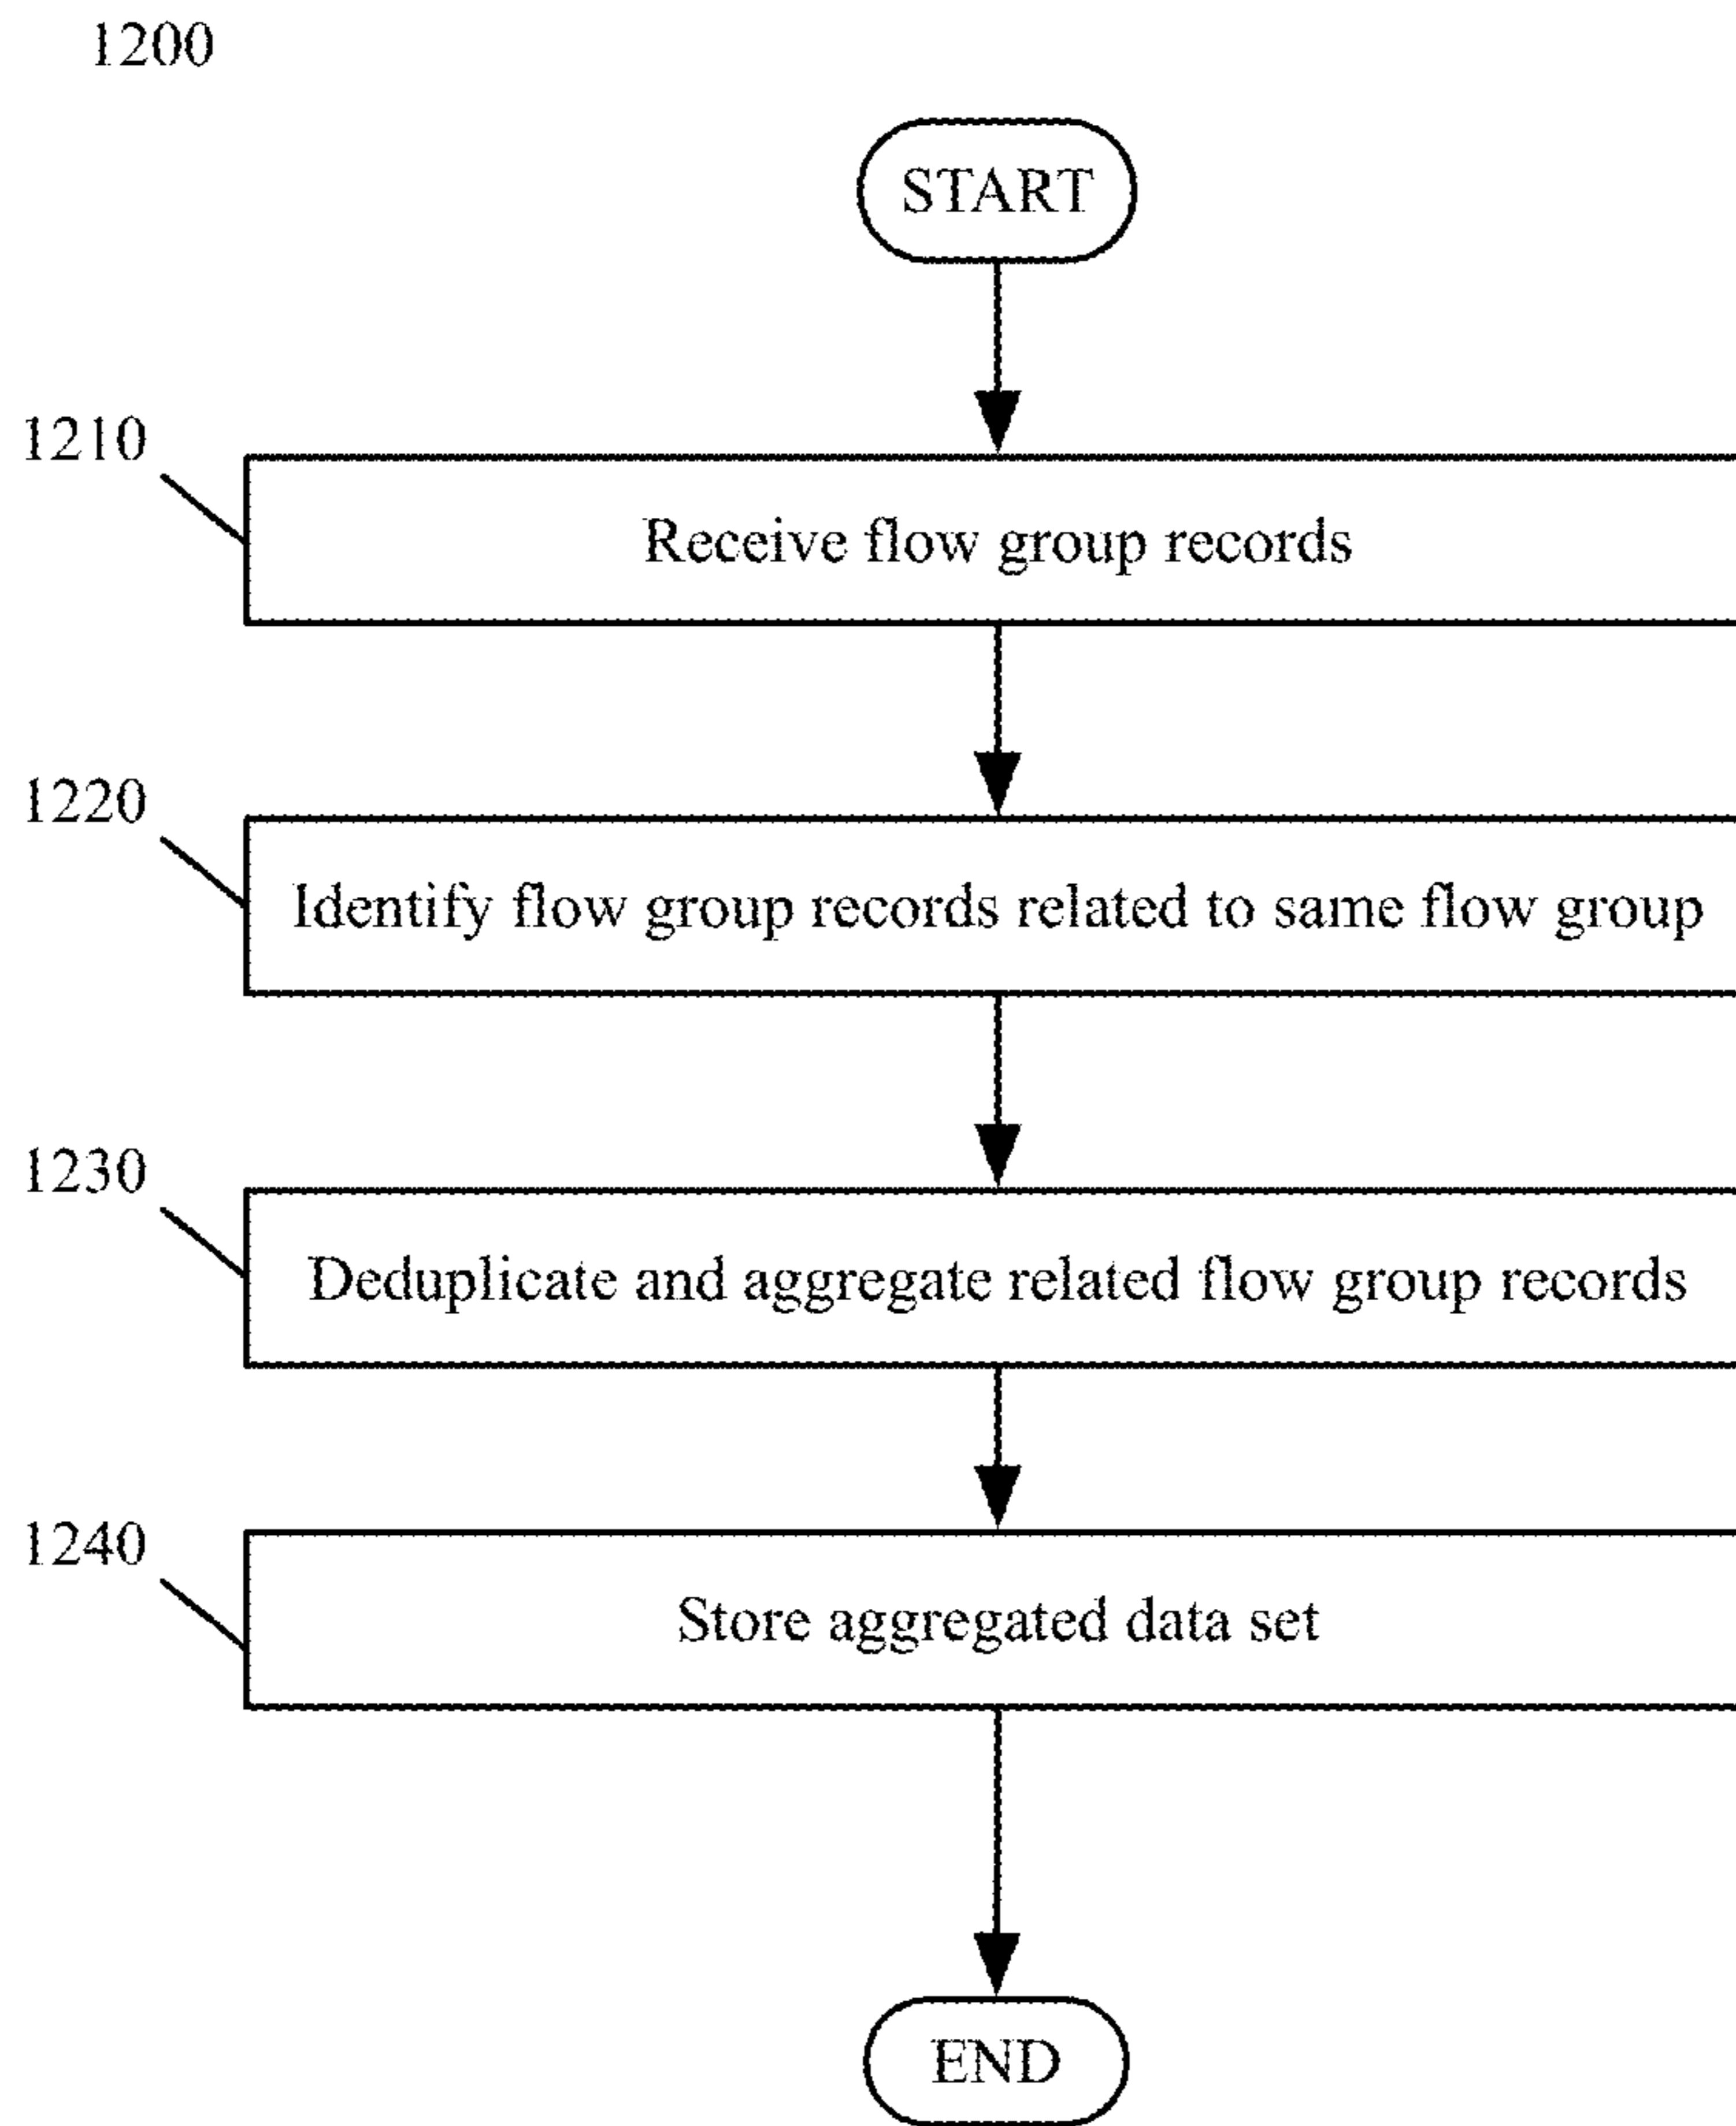 1200
START
1210
Receive flow group records
1220
Identify flow group records related to same flow group
1230
Deduplicate and aggregate related flow group records
1240
Store aggregated data set
END